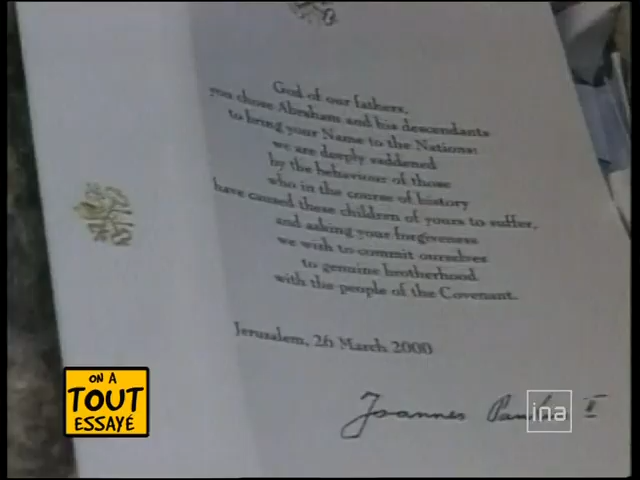 God of our fathers,
you chose Abraham and his descendants
to bring your Name to the Nations:
we are deeply saddened
by the behaviour of those
who in the course of history
have caused these children of yours to suffer,
and asking your forgiveness
we wish to commit ourselves
to genuine brotherhood
with the people of the Covenant.
Jerusalem, 26 March 2000
Joannes Paulus II
ON A
TOUT
ESSAYÉ
ina